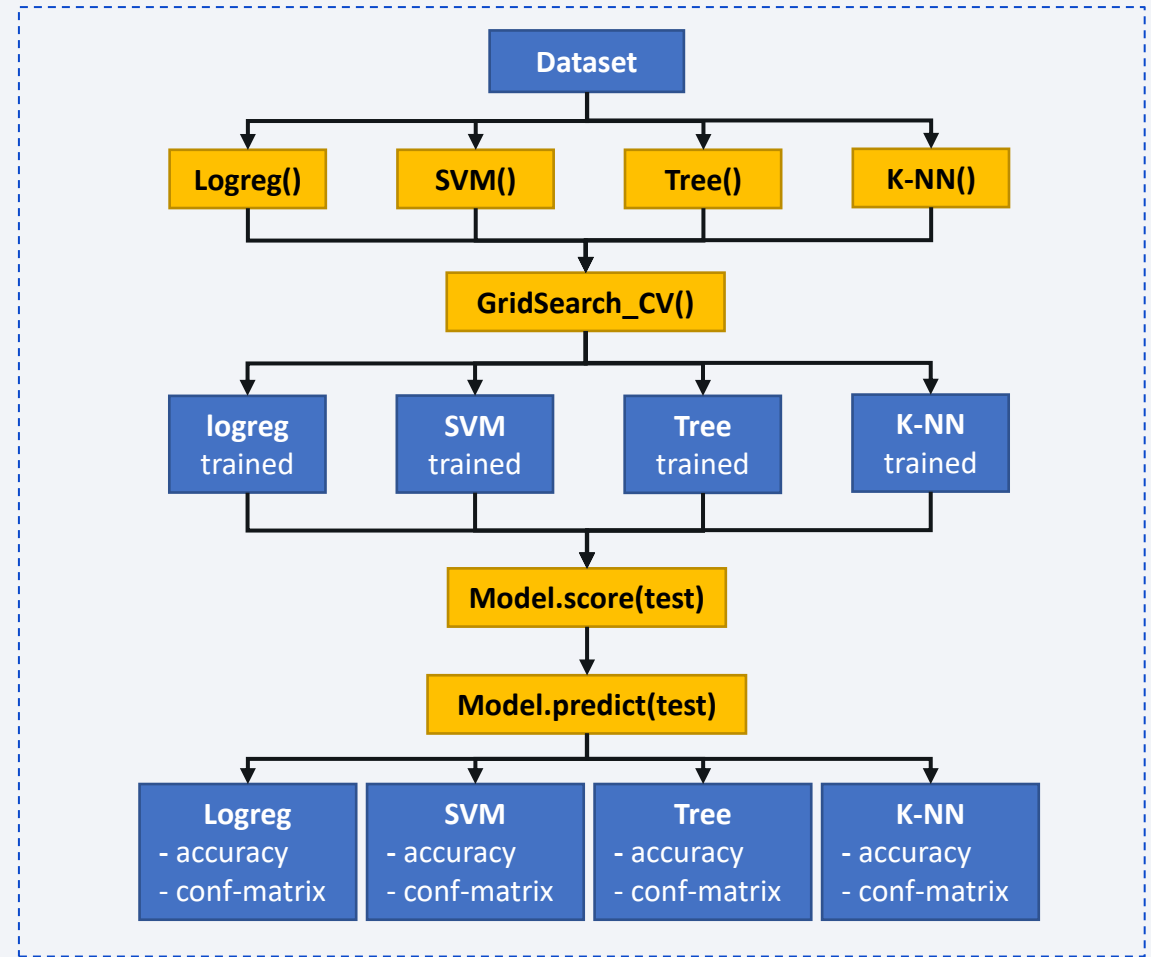 Dataset
Logreg()
SVM()
Tree()
K-NN()
GridSearch_CV()
logreg
trained
SVM
trained
Tree
trained
K-NN
trained
Model.score(test)
Model.predict(test)
Logreg
- accuracy
- conf-matrix
SVM
- accuracy
- conf-matrix
Tree
- accuracy
- conf-matrix
K-NN
- accuracy
- conf-matrix